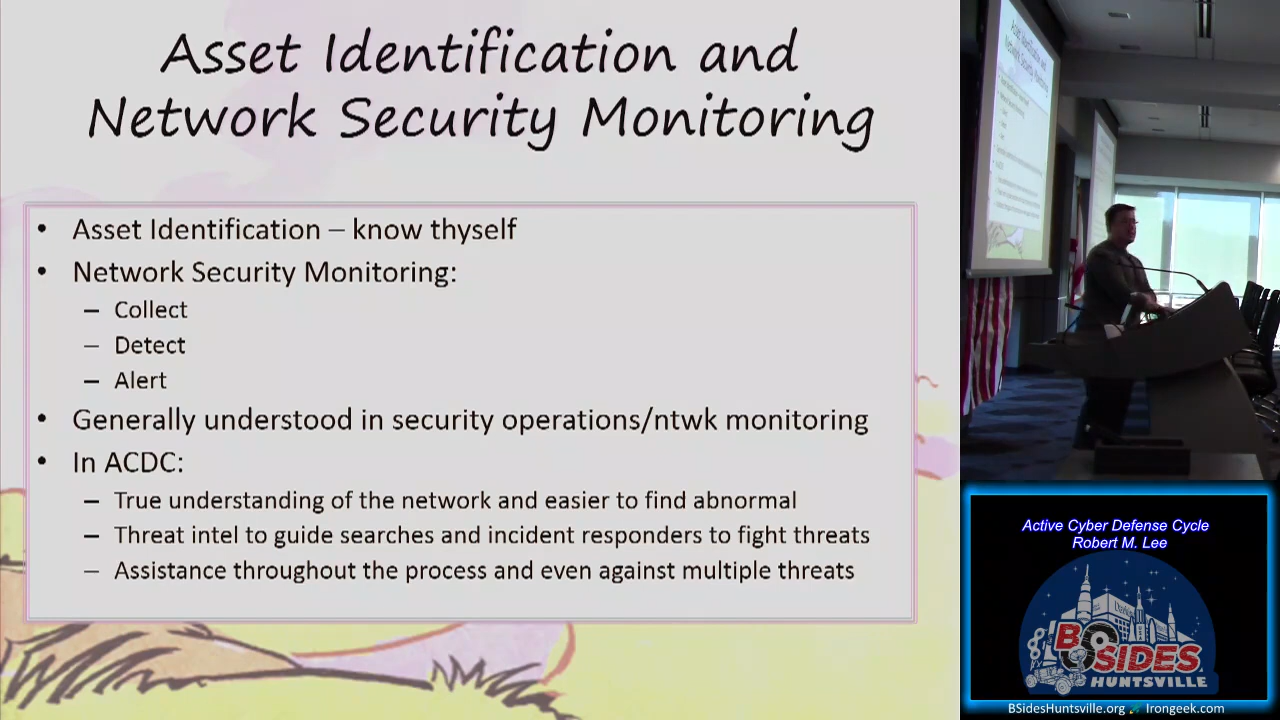 Asset Identification and
Network Security Monitoring
• Asset Identification – know thyself
• Network Security Monitoring:
– Collect
– Detect
– Alert
• Generally understood in security operations/ntwk monitoring
• In ACDC:
– True understanding of the network and easier to find abnormal
– Threat intel to guide searches and incident responders to fight threats
– Assistance throughout the process and even against multiple threats
Active Cyber Defense Cycle
Robert M. Lee
BSIDES
HUNTSVILLE
BSidesHuntsville.org Irongeek.com